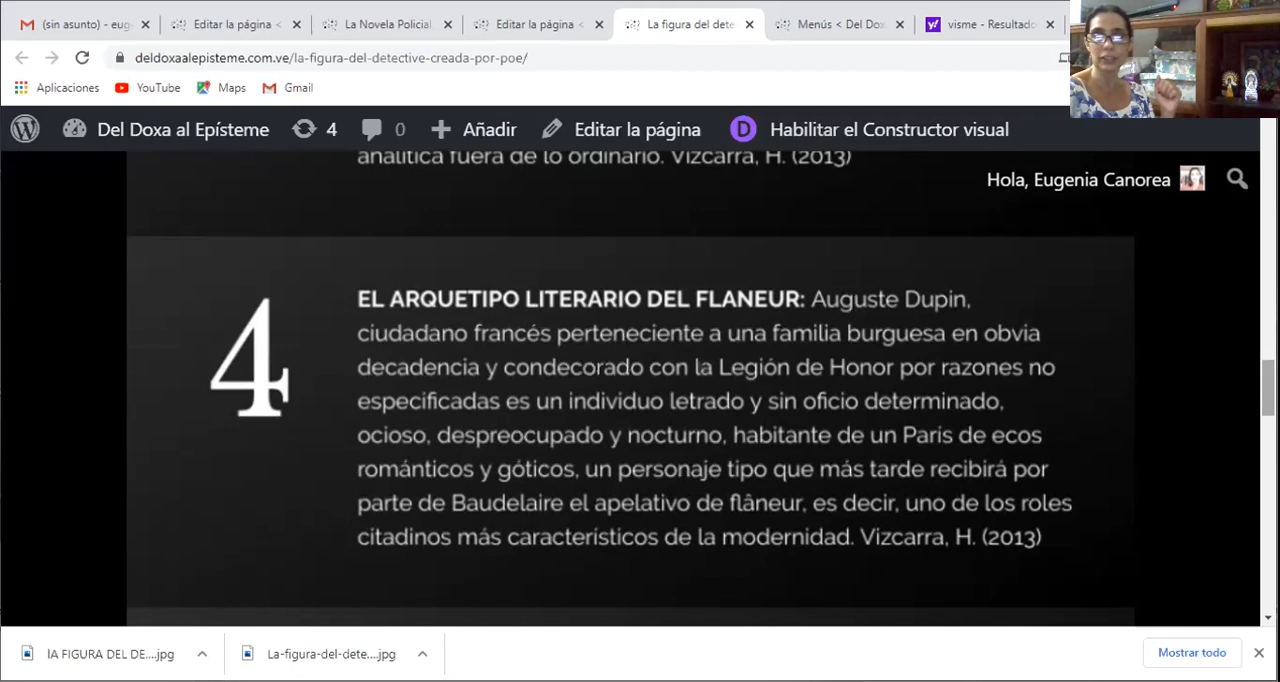 (sin asunto) - eug
Editar la página <
La Novela Policial
Editar la página <
La figura del dete
Menús < Del Dox
visme - Resultado
deldoxaalepisteme.com.ve/la-figura-del-detective-creada-por-poe/
Aplicaciones
YouTube
Maps
Gmail
Del Doxa al Epísteme
4
0
Añadir
Editar la página
D
Habilitar el Constructor visual
analítica fuera de lo ordinario. Vizcarra, H. (2013)
Hola, Eugenia Canorea
4
EL ARQUETIPO LITERARIO DEL FLANEUR: Auguste Dupin,
ciudadano francés perteneciente a una familia burguesa en obvia
decadencia y condecorado con la Legión de Honor por razones no
especificadas es un individuo letrado y sin oficio determinado,
ocioso, despreocupado y nocturno, habitante de un París de ecos
románticos y góticos, un personaje tipo que más tarde recibirá por
parte de Baudelaire el apelativo de flâneur, es decir, uno de los roles
citadinos más característicos de la modernidad. Vizcarra, H. (2013)
IA FIGURA DEL DE....jpg
La-figura-del-dete....jpg
Mostrar todo